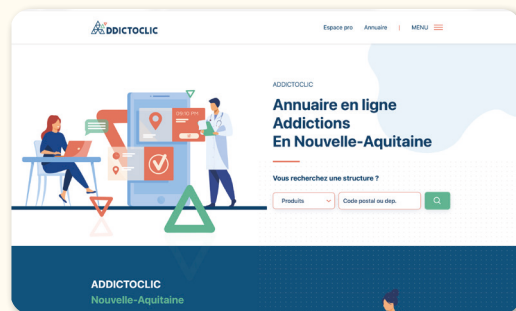 ADDICTOCLIC
Espace pro
Annuaire
|
MENU
ADDICTOCLIC
Annuaire en ligne
Addictions
En Nouvelle-Aquitaine
Vous recherchez une structure ?
Produits
Code postal ou dep.
ADDICTOCLIC
Nouvelle-Aquitaine